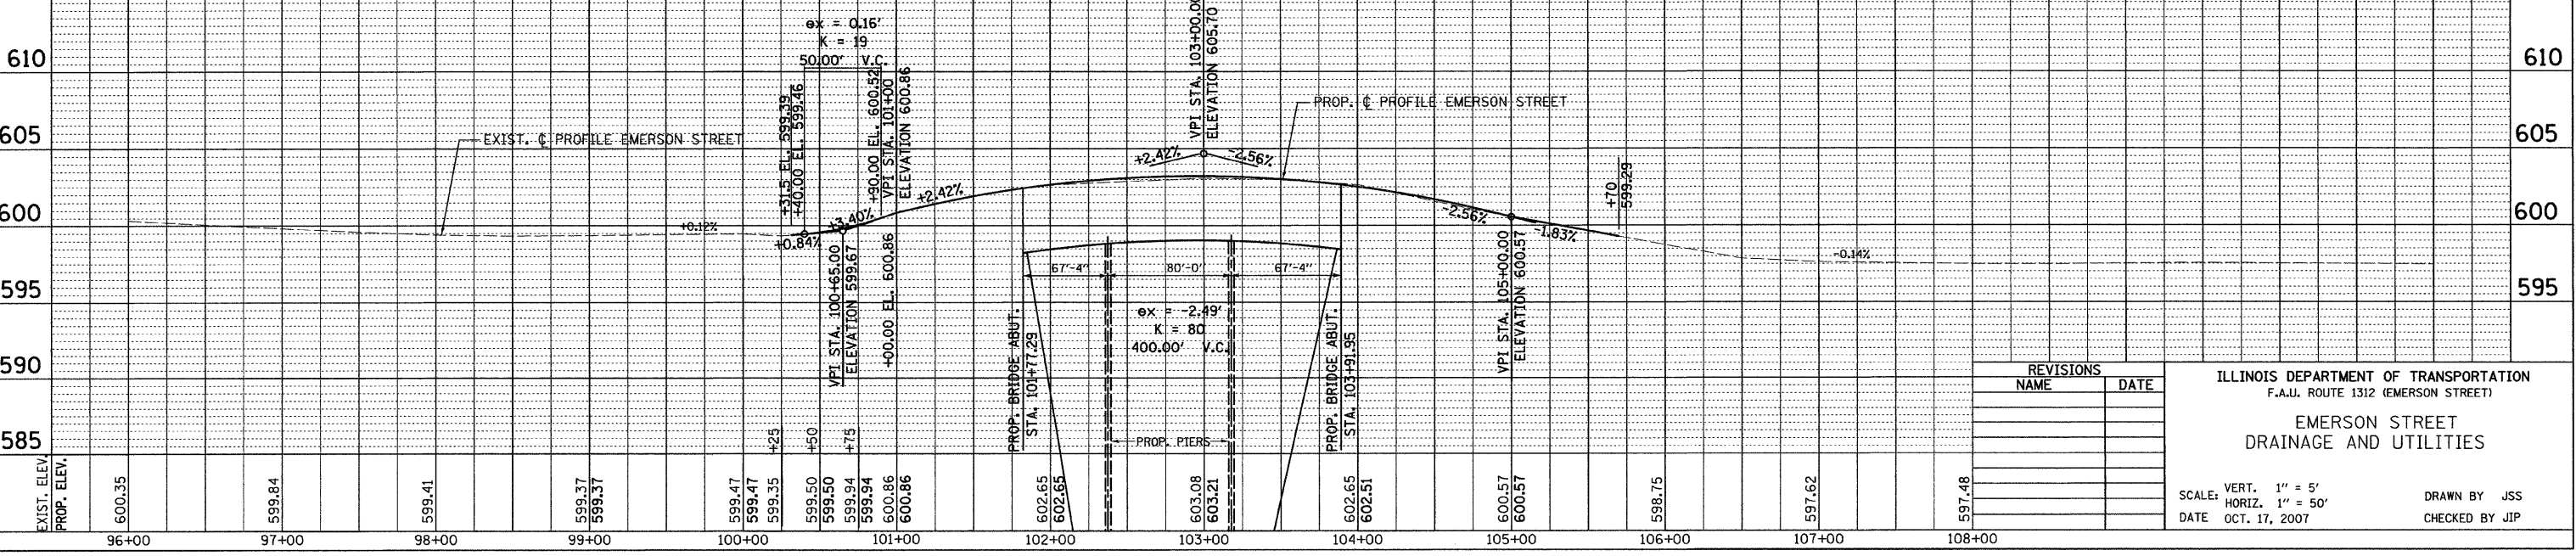 ex = 0.16'
K = 19
50.00' V.C.
VPI STA. 103+00.00
ELEVATION 605.70
610
610
+31.5 EL. 599.39
+40.00 EL. 599.46
+90.00 EL. 600.52
VPI STA. 101+00
ELEVATION 600.86
PROP. ℄ PROFILE EMERSON STREET
605
EXIST. ℄ PROFILE EMERSON STREET
605
+2.42%
-2.56%
+70
599.29
600
+2.42%
600
+0.12%
+0.84%
+3.40%
-2.56%
-1.83%
-0.14%
67'-4"
80'-0"
67'-4"
595
595
VPI STA. 100+65.00
ELEVATION 599.67
+00.00 EL. 600.86
ex = -2.49'
K = 80
400.00' V.C.
VPI STA. 105+00.00
ELEVATION 600.57
PROP. BRIDGE ABUT.
STA. 101+77.29
PROP. BRIDGE ABUT.
STA. 103+91.95
590
585
+25
+50
+75
PROP. PIERS
EXIST. ELEV.
PROP. ELEV.
600.35
599.84
599.41
599.37
599.37
599.47
599.47
599.35
599.50
599.50
599.94
599.94
600.86
600.86
602.65
602.65
603.08
603.21
602.65
602.51
600.57
600.57
598.75
597.62
597.48
96+00
97+00
98+00
99+00
100+00
101+00
102+00
103+00
104+00
105+00
106+00
107+00
108+00
REVISIONS
NAME DATE
ILLINOIS DEPARTMENT OF TRANSPORTATION
F.A.U. ROUTE 1312 (EMERSON STREET)
EMERSON STREET
DRAINAGE AND UTILITIES
SCALE: VERT. 1" = 5'
HORIZ. 1" = 50'
DATE OCT. 17, 2007
DRAWN BY JSS
CHECKED BY JIP